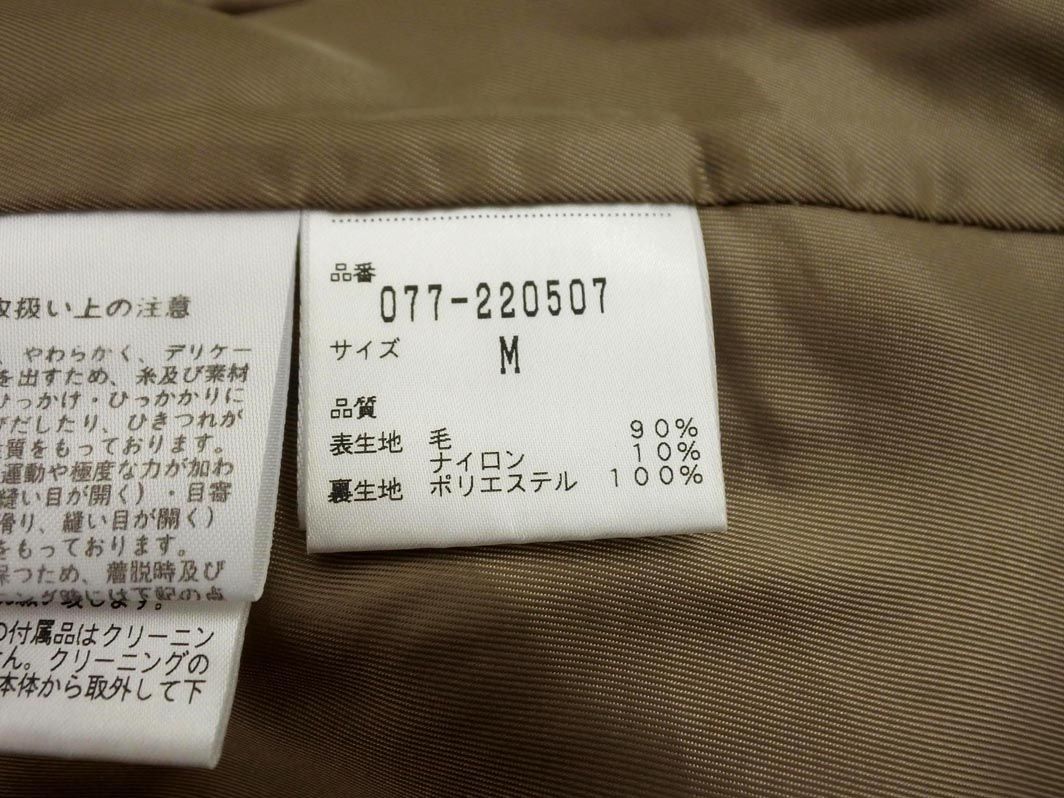 取扱い上の注意
、やわらかく、デリケー
を出すため、糸及び素材
ひっかけ・ひっかかりに
びだしたり、ひきつれが
性質をもっております。
運動や極度な力が加わ
縫い目が開く)・目寄
滑り、縫い目が開く)
をもっております。
保つため、着脱時及び
の付属品はクリーニン
ん。クリーニングの
本体から取外して下
品番
077-220507
サイズ M
品質
表生地 毛 90%
ナイロン 10%
裏生地 ポリエステル 100%